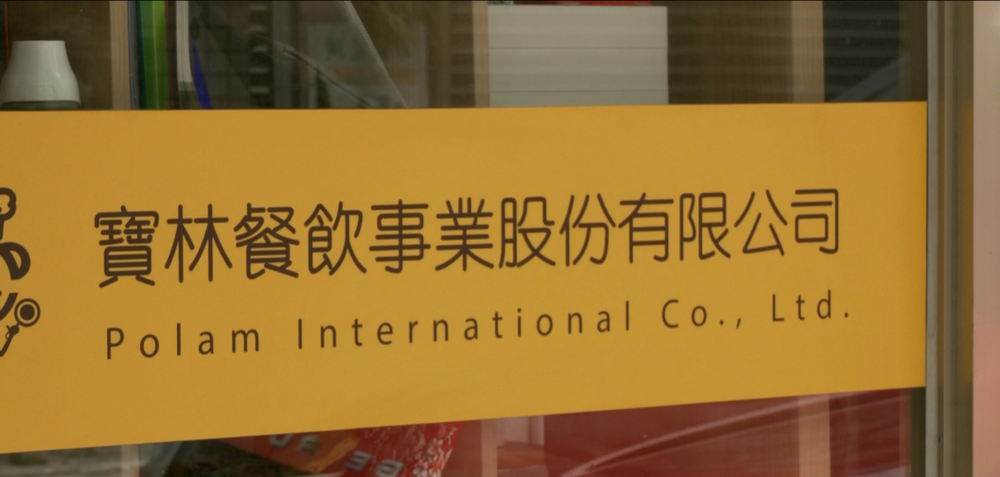 寶林餐飲事業股份有限公司
Polam International Co., Ltd.